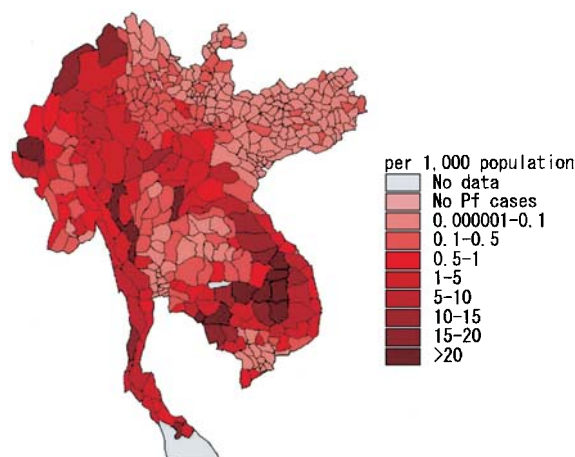 per 1,000 population
No data
No Pf cases
0.000001-0.1
0.1-0.5
0.5-1
1-5
5-10
10-15
15-20
>20